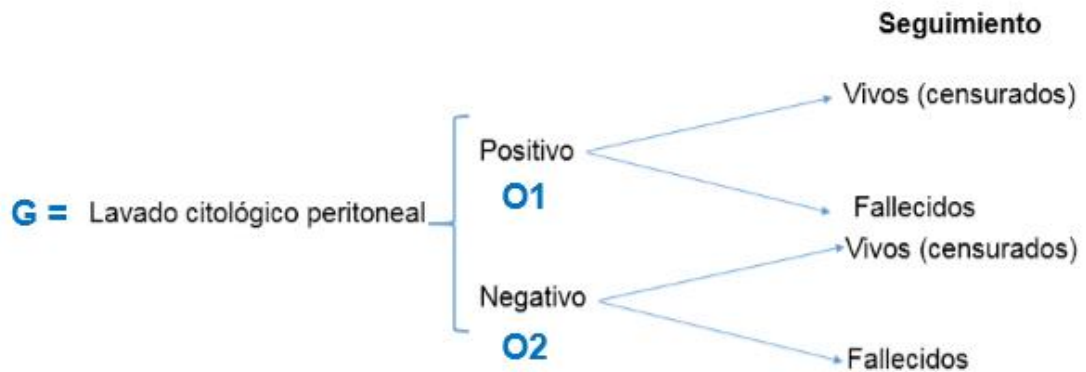 Seguimiento
Vivos (censurados)
Positivo
O1
G = Lavado citológico peritoneal
Fallecidos
Vivos (censurados)
Negativo
O2
Fallecidos